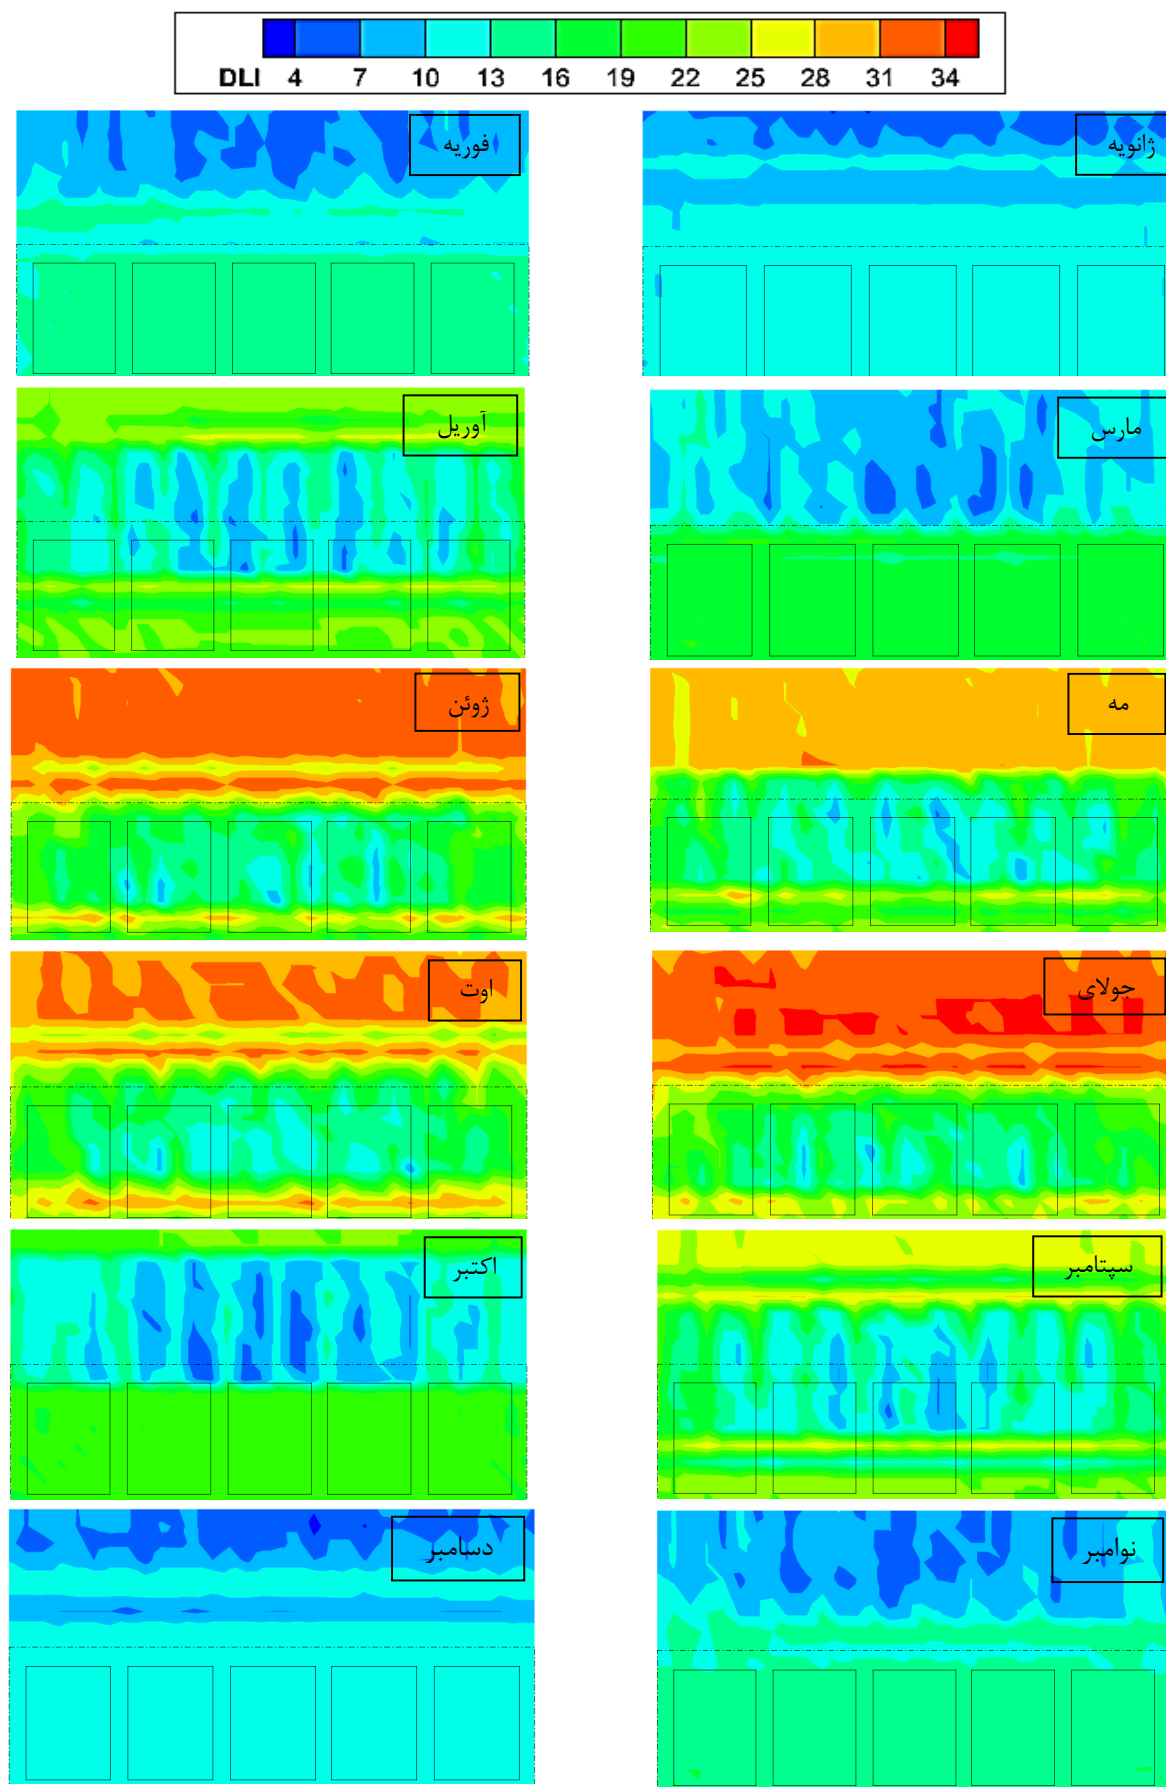 DLI 4 7 10 13 16 19 22 25 28 31 34
ژانویه
فوریه
مارس
آوریل
مه
ژوئن
جولای
اوت
سپتامبر
اکتبر
نوامبر
دسامبر